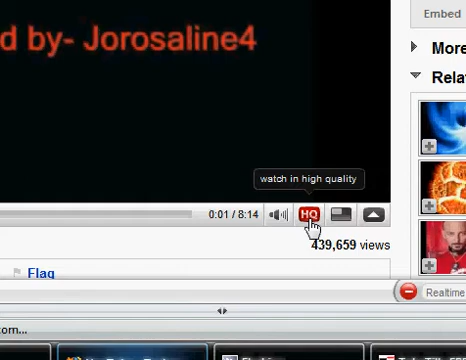 d by- Jorosaline4
Embed
More
Rela
watch in high quality
0:01 / 8:14
HQ
439,659 views
Flag
Realtime
om...